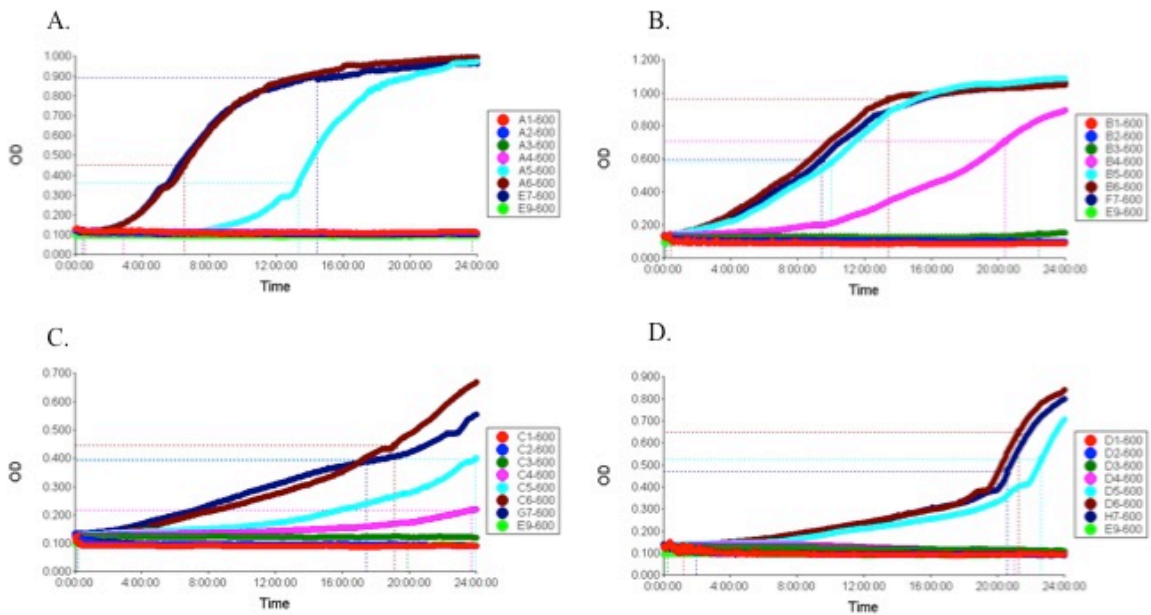 A.
OD
1.000
0.900
0.800
0.700
0.600
0.500
0.400
0.300
0.200
0.100
0.000
0:00:00 4:00:00 8:00:00 12:00:00 16:00:00 20:00:00 24:00:00
Time
A1-600
A2-600
A3-600
A4-600
A5-600
A6-600
E7-600
E9-600
B.
OD
1.200
1.000
0.800
0.600
0.400
0.200
0.000
0:00:00 4:00:00 8:00:00 12:00:00 16:00:00 20:00:00 24:00:00
Time
B1-600
B2-600
B3-600
B4-600
B5-600
B6-600
F7-600
E9-600
C.
OD
0.700
0.600
0.500
0.400
0.300
0.200
0.100
0.000
0:00:00 4:00:00 8:00:00 12:00:00 16:00:00 20:00:00 24:00:00
Time
C1-600
C2-600
C3-600
C4-600
C5-600
C6-600
G7-600
E9-600
D.
OD
0.900
0.800
0.700
0.600
0.500
0.400
0.300
0.200
0.100
0.000
0:00:00 4:00:00 8:00:00 12:00:00 16:00:00 20:00:00 24:00:00
Time
D1-600
D2-600
D3-600
D4-600
D5-600
D6-600
H7-600
E9-600